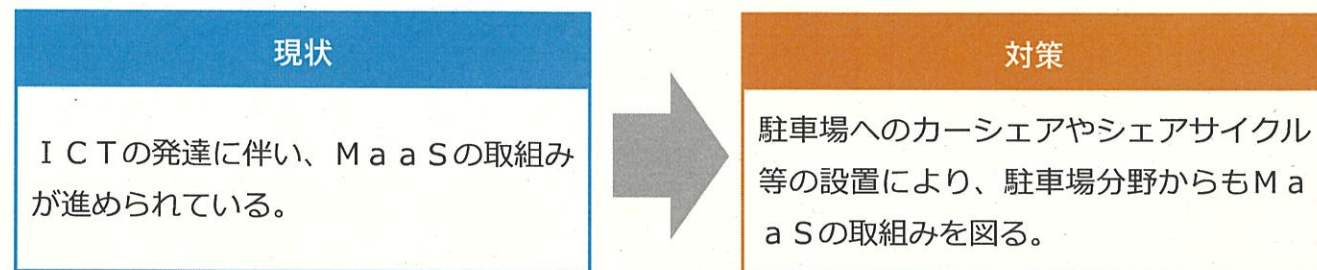 現状
ＩＣＴの発達に伴い、ＭａａＳの取組み
が進められている。
対策
駐車場へのカーシェアやシェアサイクル
等の設置により、駐車場分野からもＭａ
ａＳの取組みを図る。